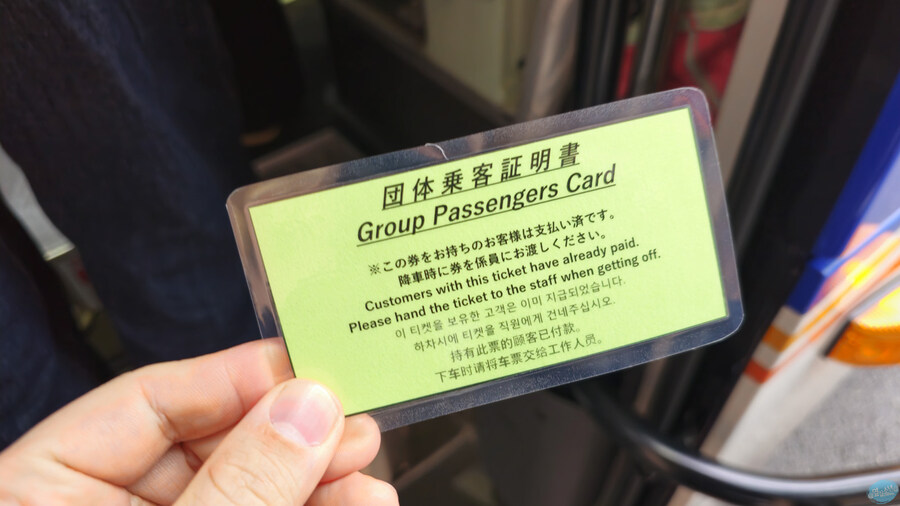 団体乗客証明書
Group Passengers Card
※この券をお持ちのお客様は支払い済です。
降車時に券を係員にお渡しください。
Customers with this ticket have already paid.
Please hand the ticket to the staff when getting off.
이 티켓을 보유한 고객은 이미 지급되었습니다.
하차시에 티켓을 직원에게 건네주십시오.
持有此票的顾客已付款。
下车时请将车票交给工作人员。